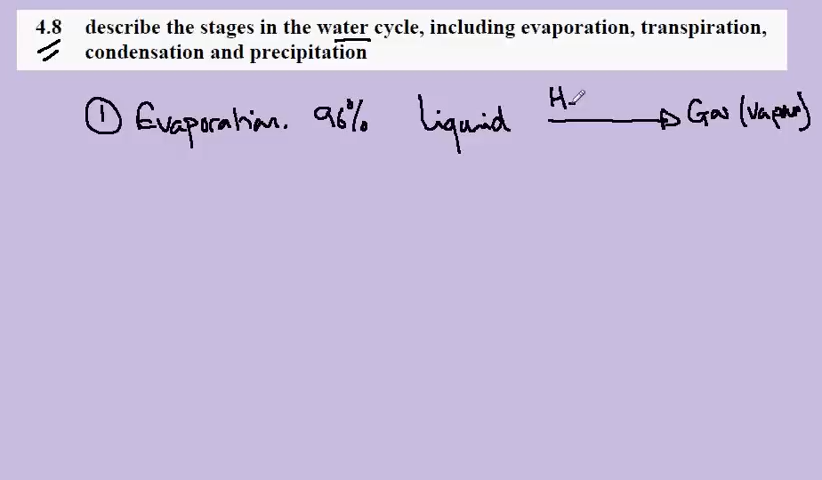 4.8 describe the stages in the water cycle, including evaporation, transpiration,
condensation and precipitation
① Evaporation. 96% Liquid H Gas (vapour)